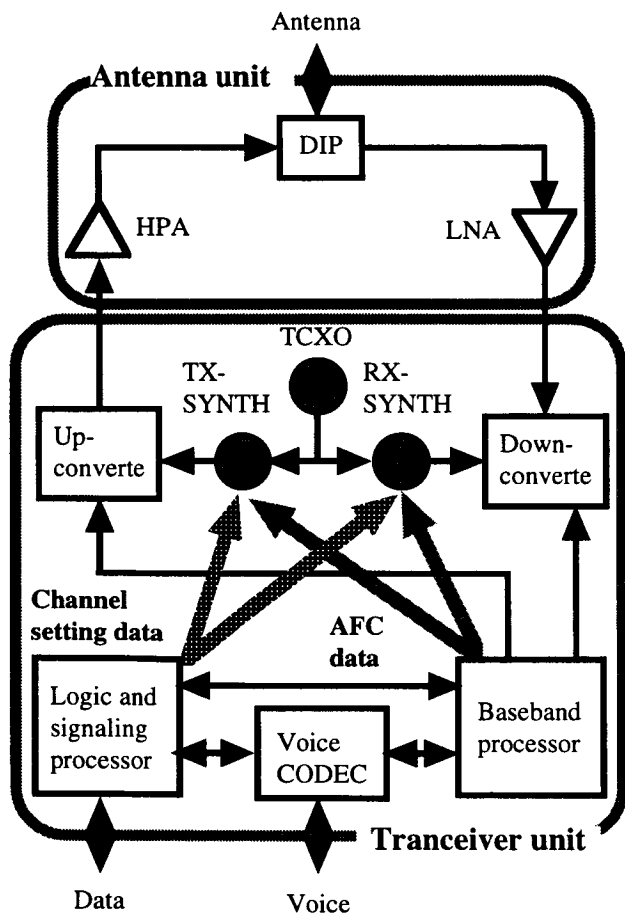 Antenna
Antenna unit
DIP
HPA
LNA
TCXO
TX-
SYNTH
RX-
SYNTH
Up-
converte
Down-
converte
Channel
setting data
AFC
data
Logic and
signaling
processor
Voice
CODEC
Baseband
processor
Tranceiver unit
Data
Voice